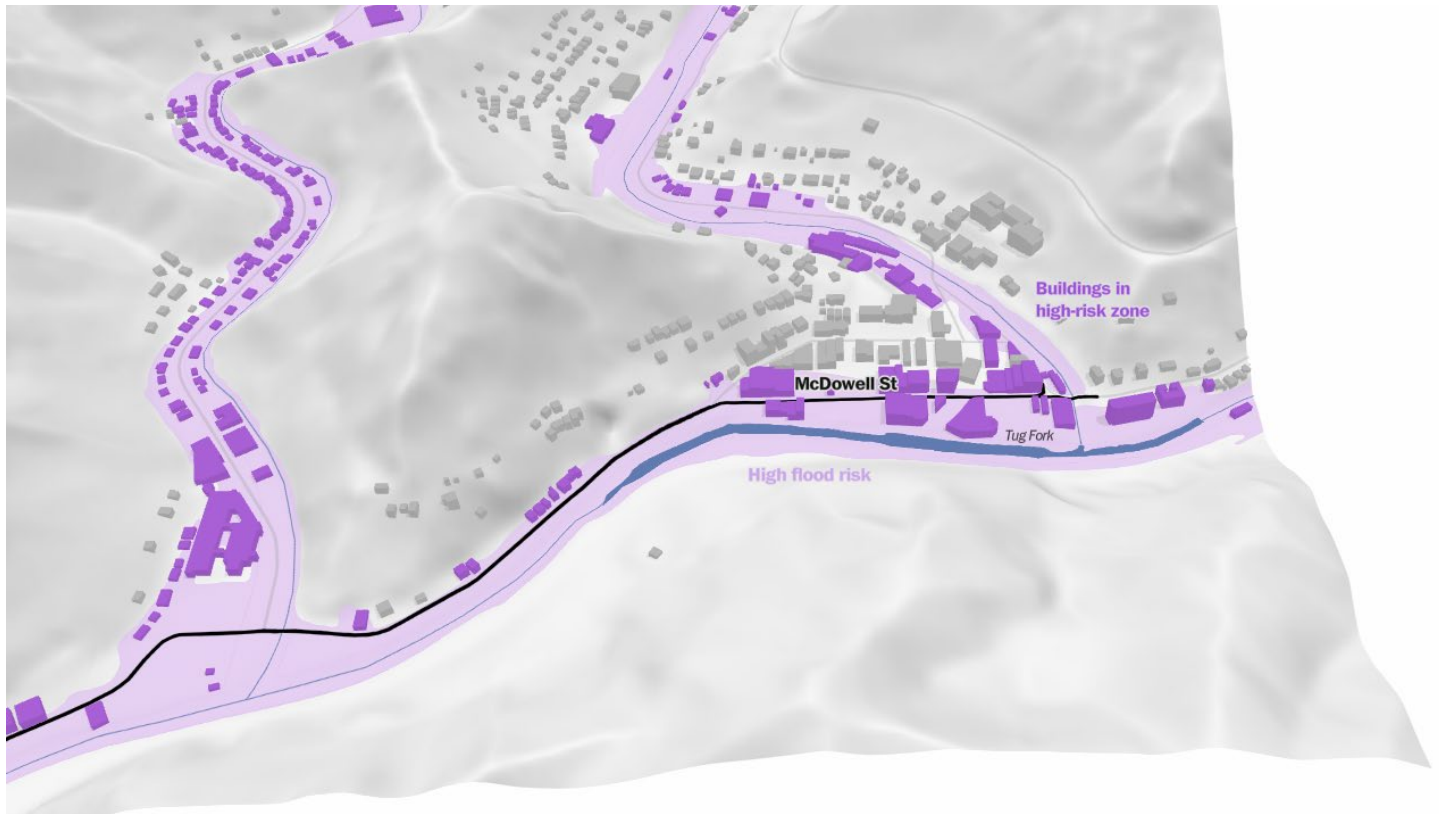 Buildings in
high-risk zone
McDowell St
Tug Fork
High flood risk